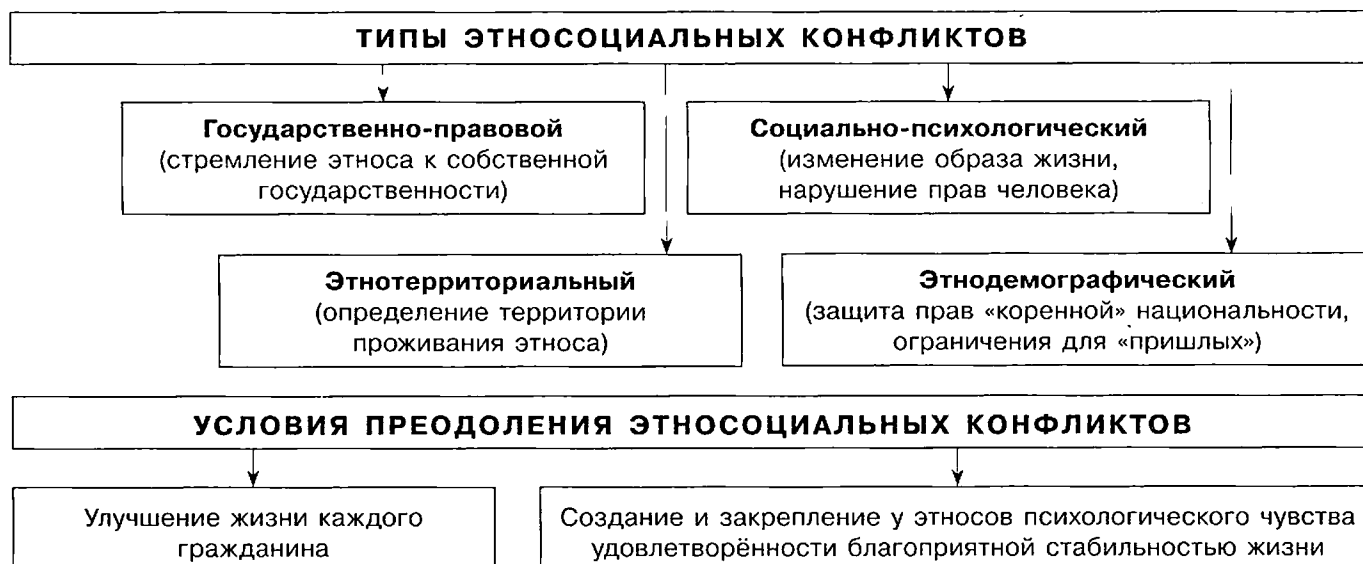 ТИПЫ ЭТНОСОЦИАЛЬНЫХ КОНФЛИКТОВ
Государственно-правовой
(стремление этноса к собственной
государственности)
Социально-психологический
(изменение образа жизни,
нарушение прав человека)
Этнотерриториальный
(определение территории
проживания этноса)
Этнодемографический
(защита прав «коренной» национальности,
ограничения для «пришлых»)
УСЛОВИЯ ПРЕОДОЛЕНИЯ ЭТНОСОЦИАЛЬНЫХ КОНФЛИКТОВ
Улучшение жизни каждого
гражданина
Создание и закрепление у этносов психологического чувства
удовлетворённости благоприятной стабильностью жизни